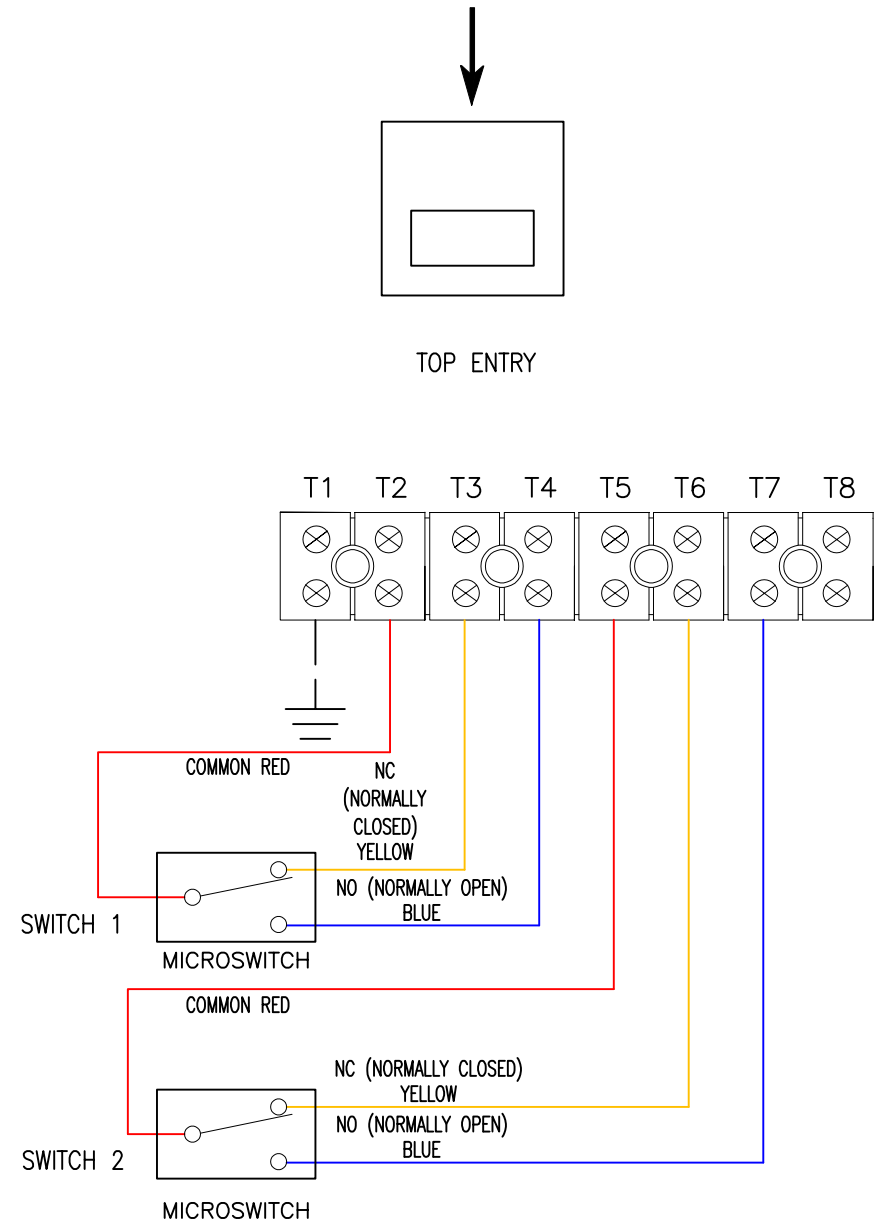 TOP ENTRY
T1 T2 T3 T4 T5 T6 T7 T8
COMMON RED
NC
(NORMALLY
CLOSED)
YELLOW
NO (NORMALLY OPEN)
BLUE
SWITCH 1
MICROSWITCH
COMMON RED
NC (NORMALLY CLOSED)
YELLOW
NO (NORMALLY OPEN)
BLUE
SWITCH 2
MICROSWITCH